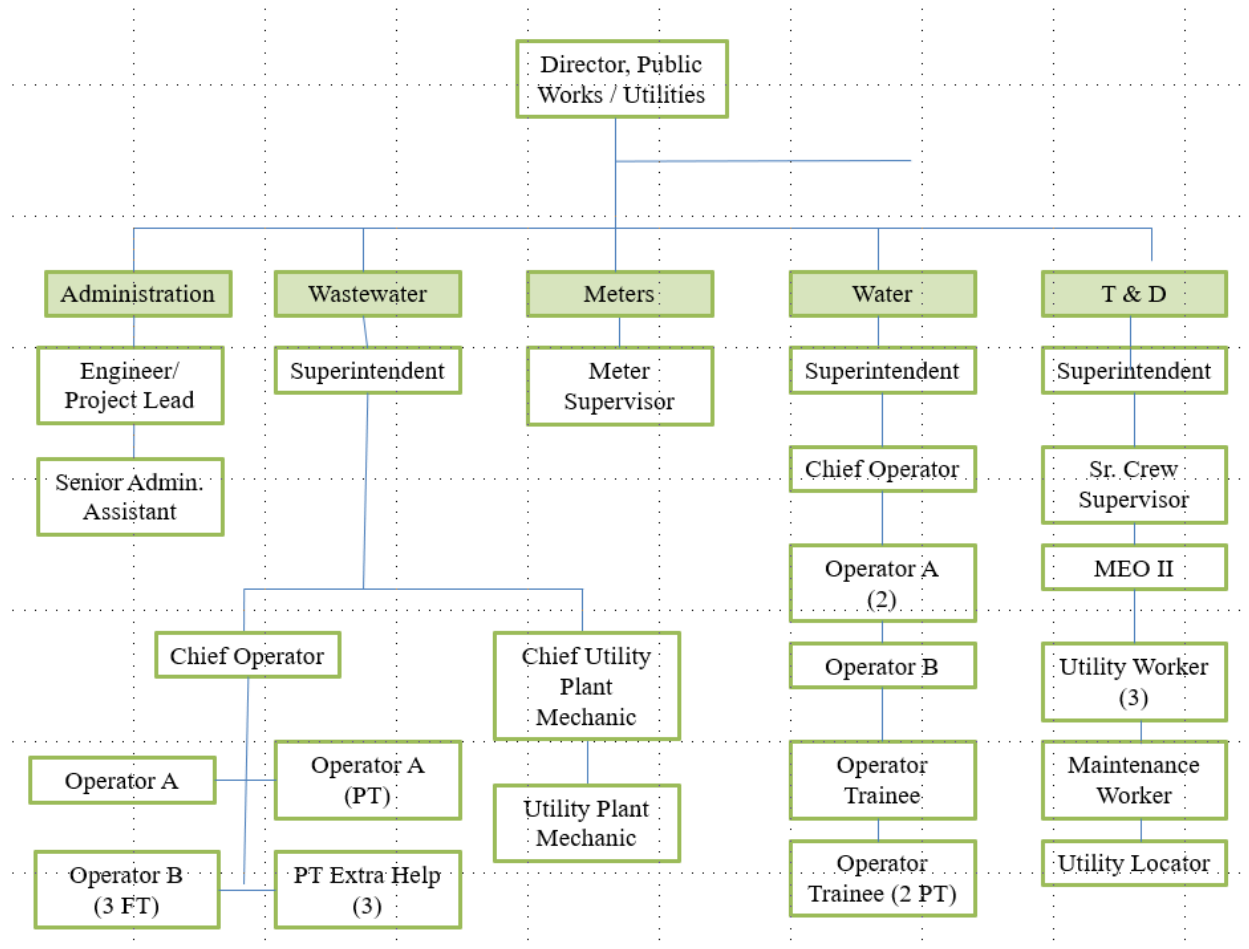 Director, Public
Works / Utilities
Administration
Wastewater
Meters
Water
T & D
Engineer/
Project Lead
Superintendent
Meter
Supervisor
Superintendent
Superintendent
Senior Admin.
Assistant
Chief Operator
Sr. Crew
Supervisor
Operator A
(2)
MEO II
Chief Operator
Chief Utility
Plant
Mechanic
Operator B
Utility Worker
(3)
Operator A
Operator A
(PT)
Utility Plant
Mechanic
Operator
Trainee
Maintenance
Worker
Operator B
(3 FT)
PT Extra Help
(3)
Operator
Trainee (2 PT)
Utility Locator